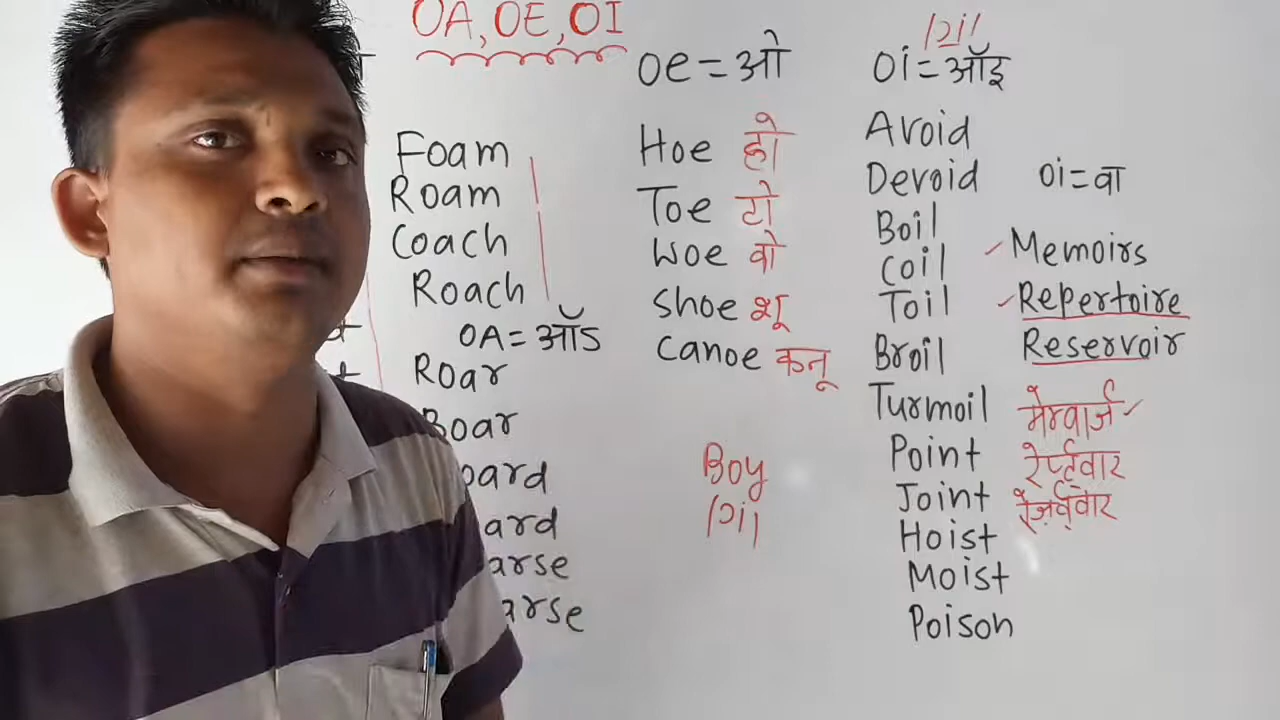 OA, OE, OI
Foam
Roam
Coach
Roach
OA = ऑऽ
Roar
Boar
oard
ard
arse
arse
oe = ओ
Hoe हो
Toe टो
Woe वो
Shoe शू
Canoe कनू
Boy
/ɔi/
/ɔi/
oi = ऑइ
Avoid
Devoid
Boil
Coil
Toil
Broil
Turmoil
Point
Joint
Hoist
Moist
Poison
oi = वा
Memoirs
Repertoire
Reservoir
मेम्वार्ज
रेपर्ट्वार
रेज़र्व्वार